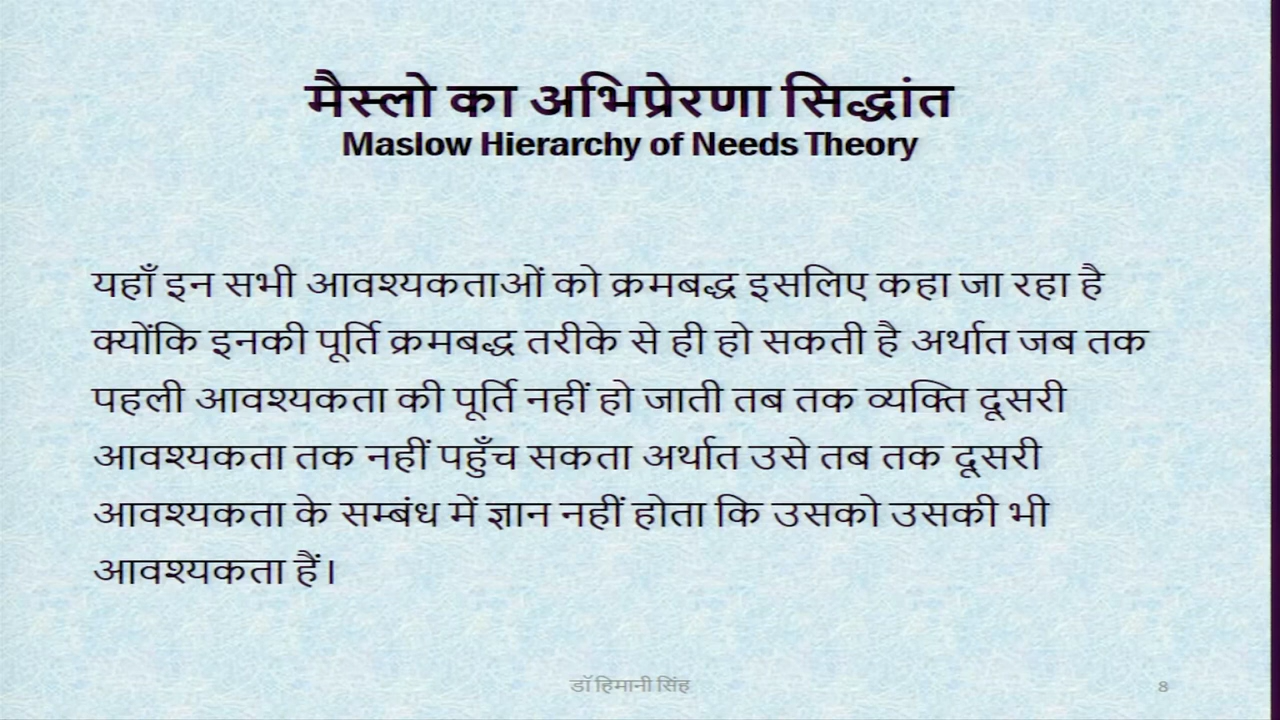 मैस्लो का अभिप्रेरणा सिद्धांत
Maslow Hierarchy of Needs Theory
यहाँ इन सभी आवश्यकताओं को क्रमबद्ध इसलिए कहा जा रहा है
क्योंकि इनकी पूर्ति क्रमबद्ध तरीके से ही हो सकती है अर्थात जब तक
पहली आवश्यकता की पूर्ति नहीं हो जाती तब तक व्यक्ति दूसरी
आवश्यकता तक नहीं पहुँच सकता अर्थात उसे तब तक दूसरी
आवश्यकता के सम्बंध में ज्ञान नहीं होता कि उसको उसकी भी
आवश्यकता हैं।
डॉ हिमानी सिंह
8